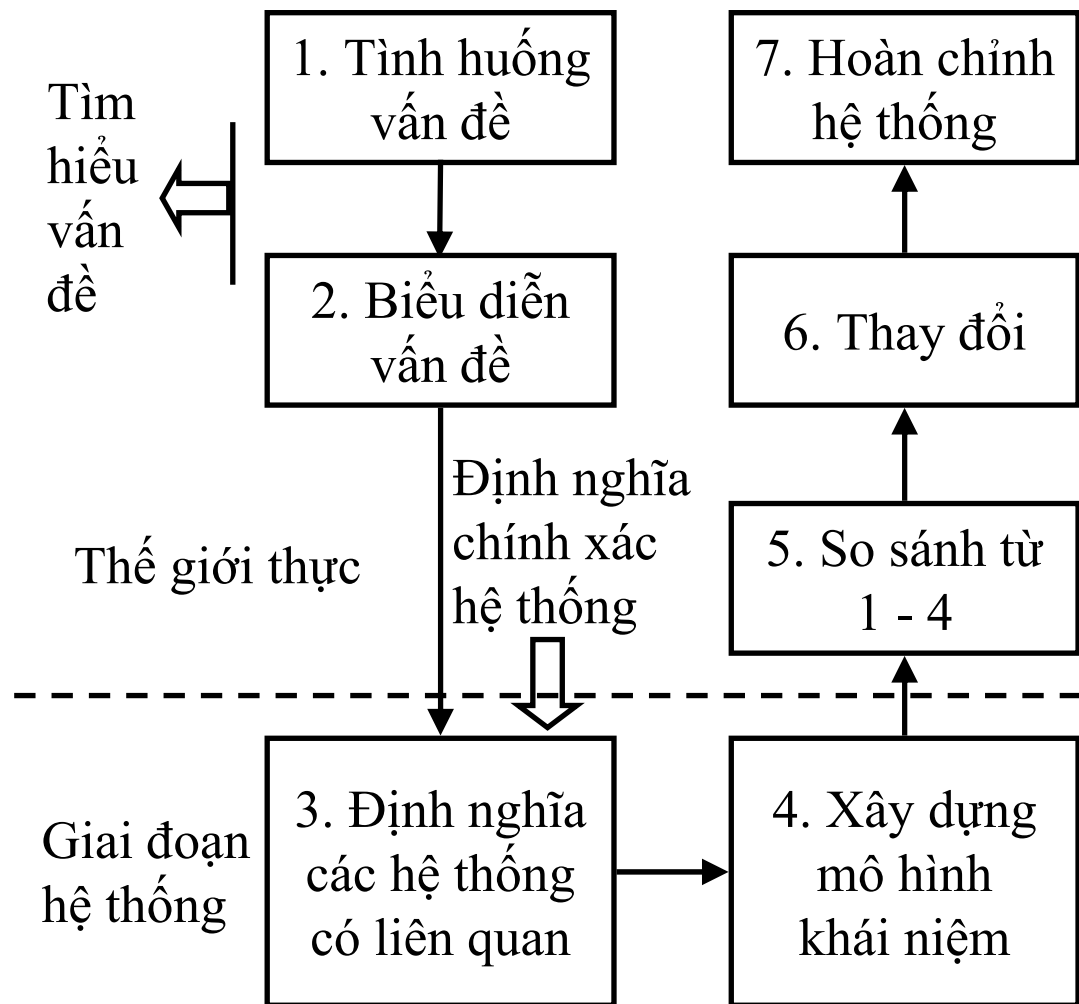 1. Tình huống
vấn đề
7. Hoàn chỉnh
hệ thống
Tìm
hiểu
vấn
đề
2. Biểu diễn
vấn đề
6. Thay đổi
Định nghĩa
chính xác
hệ thống
Thế giới thực
5. So sánh từ
1 - 4
Giai đoạn
hệ thống
3. Định nghĩa
các hệ thống
có liên quan
4. Xây dựng
mô hình
khái niệm